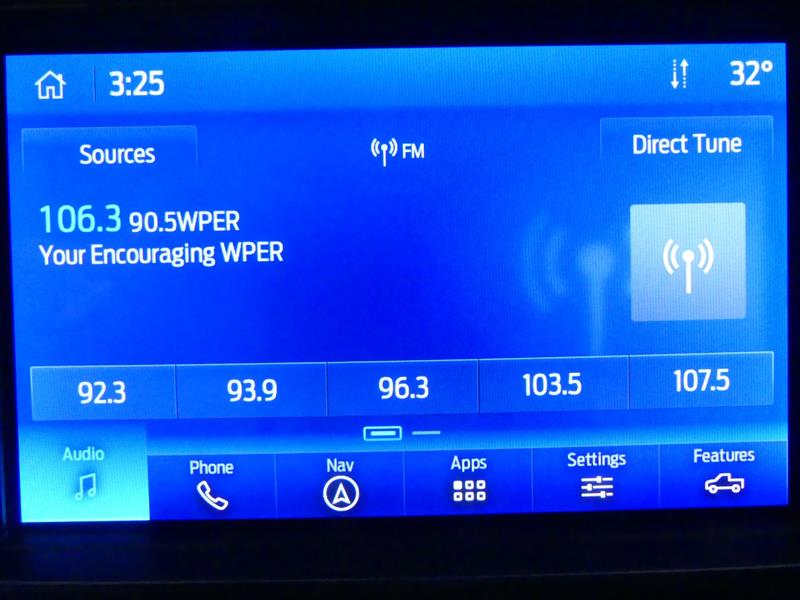 3:25
32°
Sources
FM
Direct Tune
106.3 90.5WPER
Your Encouraging WPER
92.3
93.9
96.3
103.5
107.5
Audio
Phone
Nav
Apps
Settings
Features